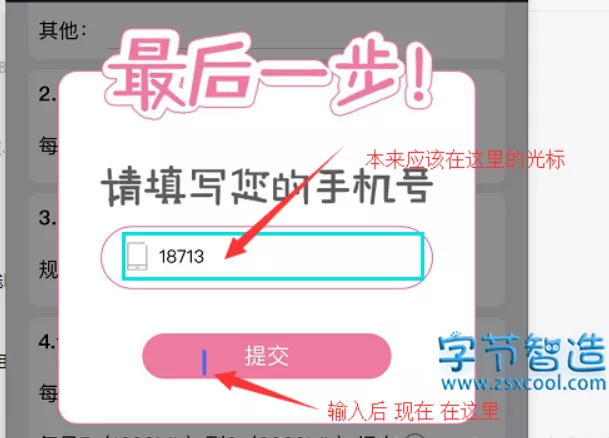 其他:
最后一步!
2.
每
本来应该在这里的光标
请填写您的手机号
3.
18713
规
提交
4.
字节智造
www.zsxcool.com
每
输入后 现在 在这里